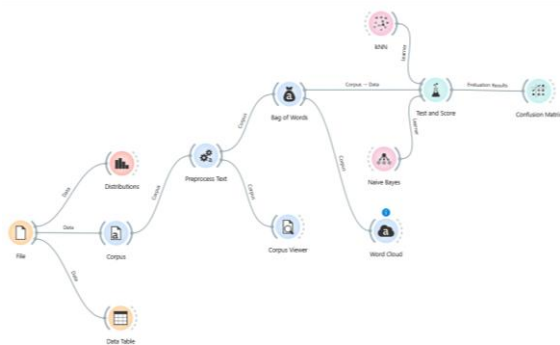 kNN
Learner
Bag of Words
Corpus → Data
Test and Score
Evaluation Results
Confusion Matrix
Corpus
Learner
Distributions
Preprocess Text
Naive Bayes
Data
Corpus
Corpus
Corpus
File
Data
Corpus
Corpus Viewer
Word Cloud
Data
Data Table